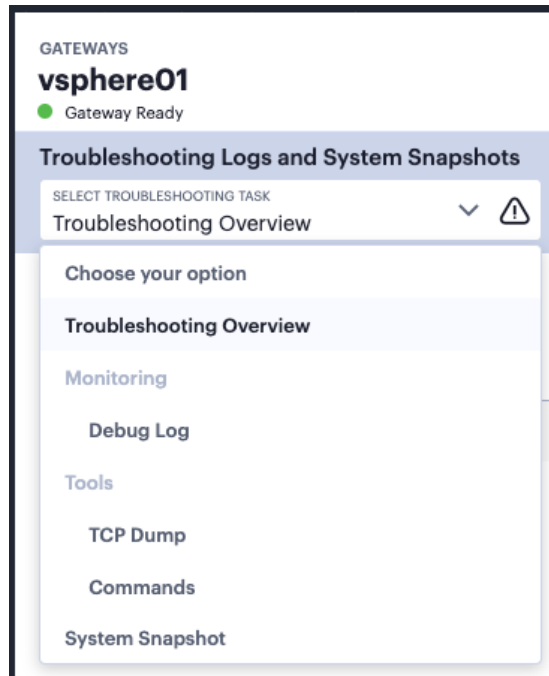 GATEWAYS
vsphere01
Gateway Ready
Troubleshooting Logs and System Snapshots
SELECT TROUBLESHOOTING TASK
Troubleshooting Overview
Choose your option
Troubleshooting Overview
Monitoring
Debug Log
Tools
TCP Dump
Commands
System Snapshot